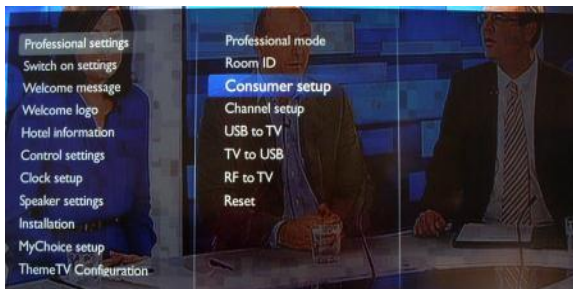 Professional settings
Switch on settings
Welcome message
Welcome logo
Hotel information
Control settings
Clock setup
Speaker settings
Installation
MyChoice setup
ThemeTV Configuration
Professional mode
Room ID
Consumer setup
Channel setup
USB to TV
TV to USB
RF to TV
Reset